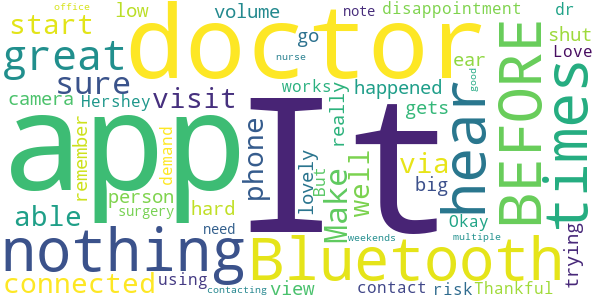 office
low
volume
go
note
disappointment
dr
start
doctor
BEFORE
shut
great
sure
phone
ear
Love
camera
Hershey
visit
works
happened
times
app
It
hear
really
gets
remember
demand
person
surgery
hard
lovely
But
Make
well
via
big
good
nurse
able
nothing
Bluetooth
Okay
need
weekends
multiple
trying
connected
using
view
contact
risk
Thankful
contacting